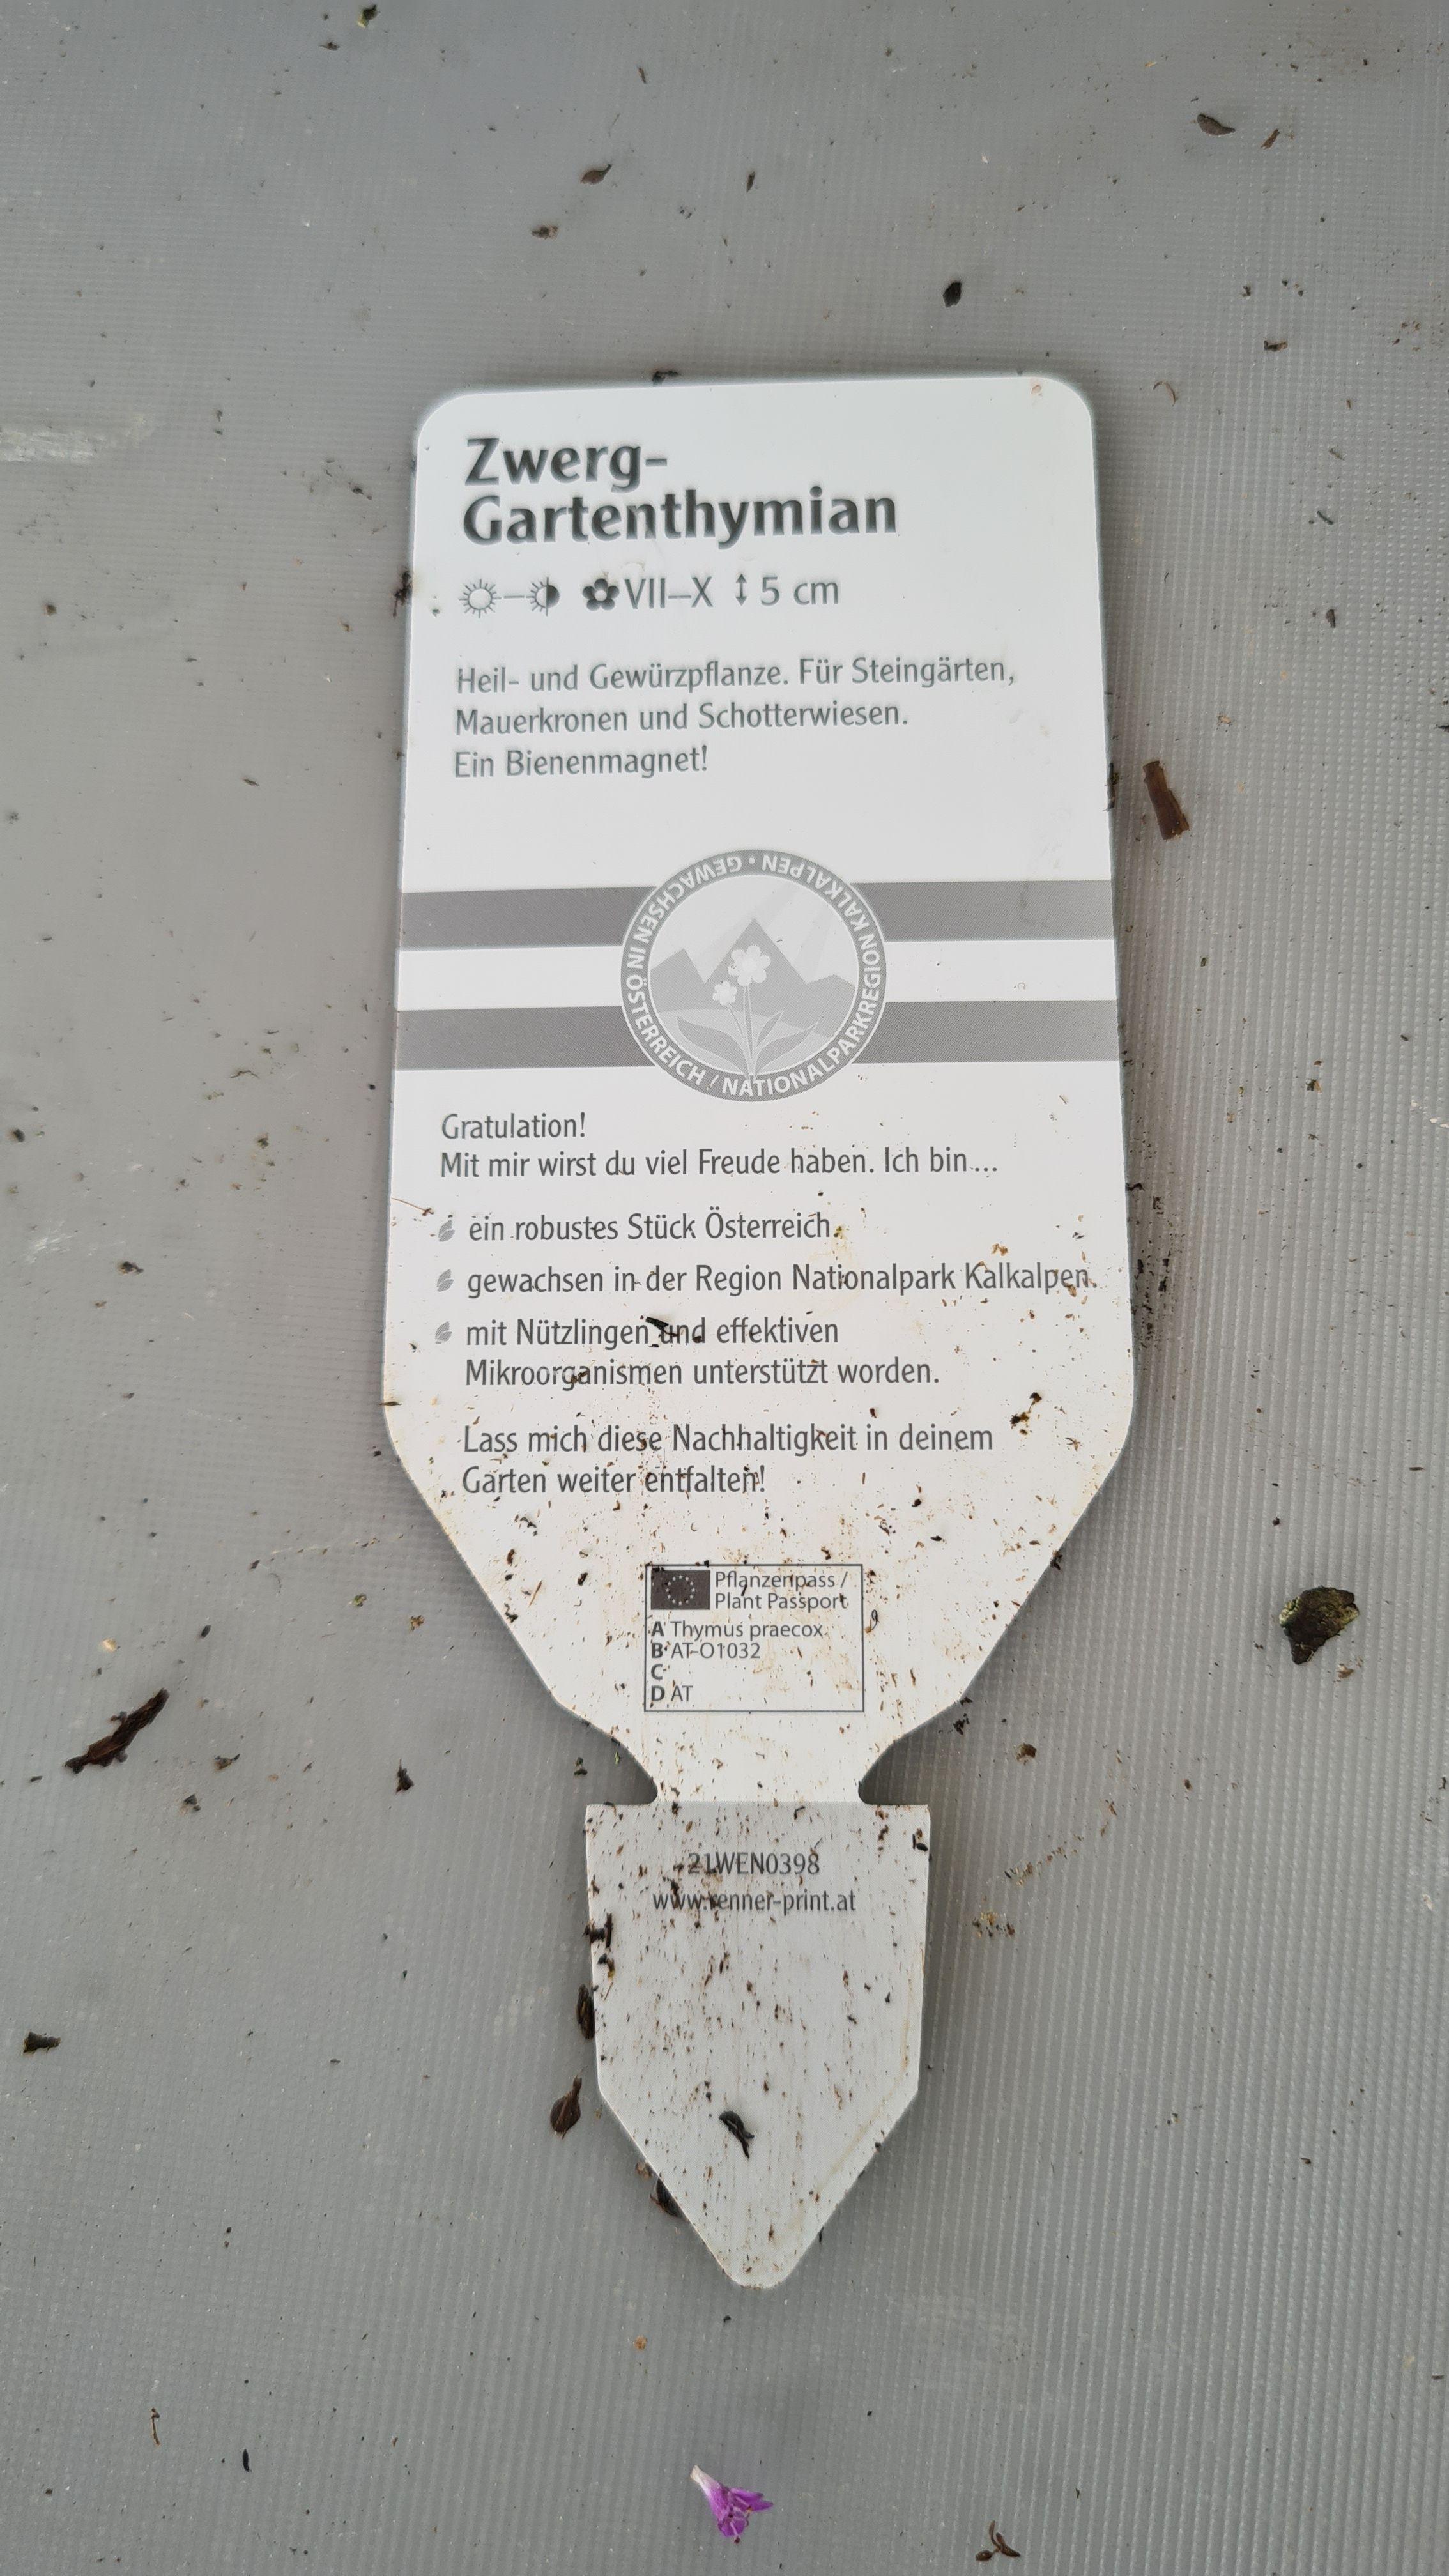 Zwerg-
Gartenthymian
VII–X ↕ 5 cm
Heil- und Gewürzpflanze. Für Steingärten,
Mauerkronen und Schotterwiesen.
Ein Bienenmagnet!
GEWACHSEN IN ÖSTERREICH / NATIONALPARKREGION KALKALPEN •
Gratulation!
Mit mir wirst du viel Freude haben. Ich bin ...
ein robustes Stück Österreich.
gewachsen in der Region Nationalpark Kalkalpen.
mit Nützlingen und effektiven
Mikroorganismen unterstützt worden.
Lass mich diese Nachhaltigkeit in deinem
Garten weiter entfalten!
Pflanzenpass /
Plant Passport
A Thymus praecox
B AT-O1032
C
D AT
21WEN0398
www.renner-print.at